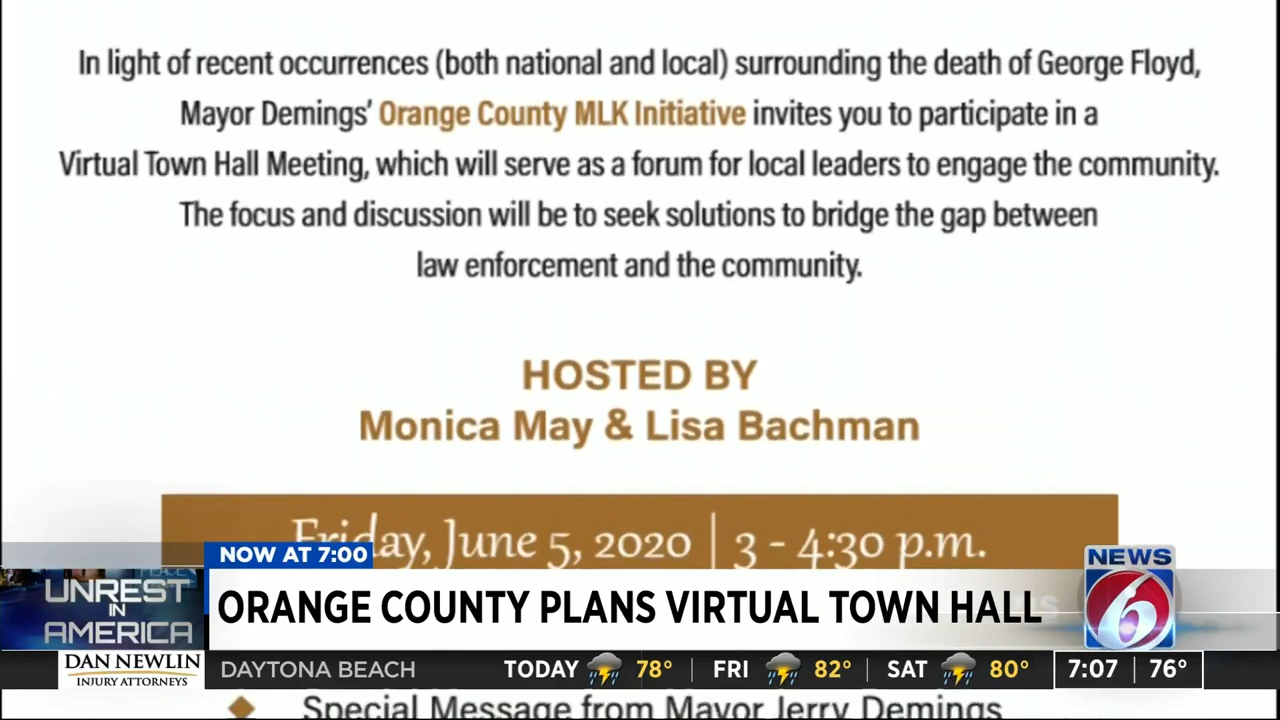 In light of recent occurrences (both national and local) surrounding the death of George Floyd,
Mayor Demings' Orange County MLK Initiative invites you to participate in a
Virtual Town Hall Meeting, which will serve as a forum for local leaders to engage the community.
The focus and discussion will be to seek solutions to bridge the gap between
law enforcement and the community.
HOSTED BY
Monica May & Lisa Bachman
Friday, June 5, 2020 | 3 - 4:30 p.m.
NOW AT 7:00
UNREST
IN
AMERICA
ORANGE COUNTY PLANS VIRTUAL TOWN HALL
NEWS
6
DAN NEWLIN
INJURY ATTORNEYS
DAYTONA BEACH TODAY 78° FRI 82° SAT 80° 7:07 76°
Special Message from Mayor Jerry Demings